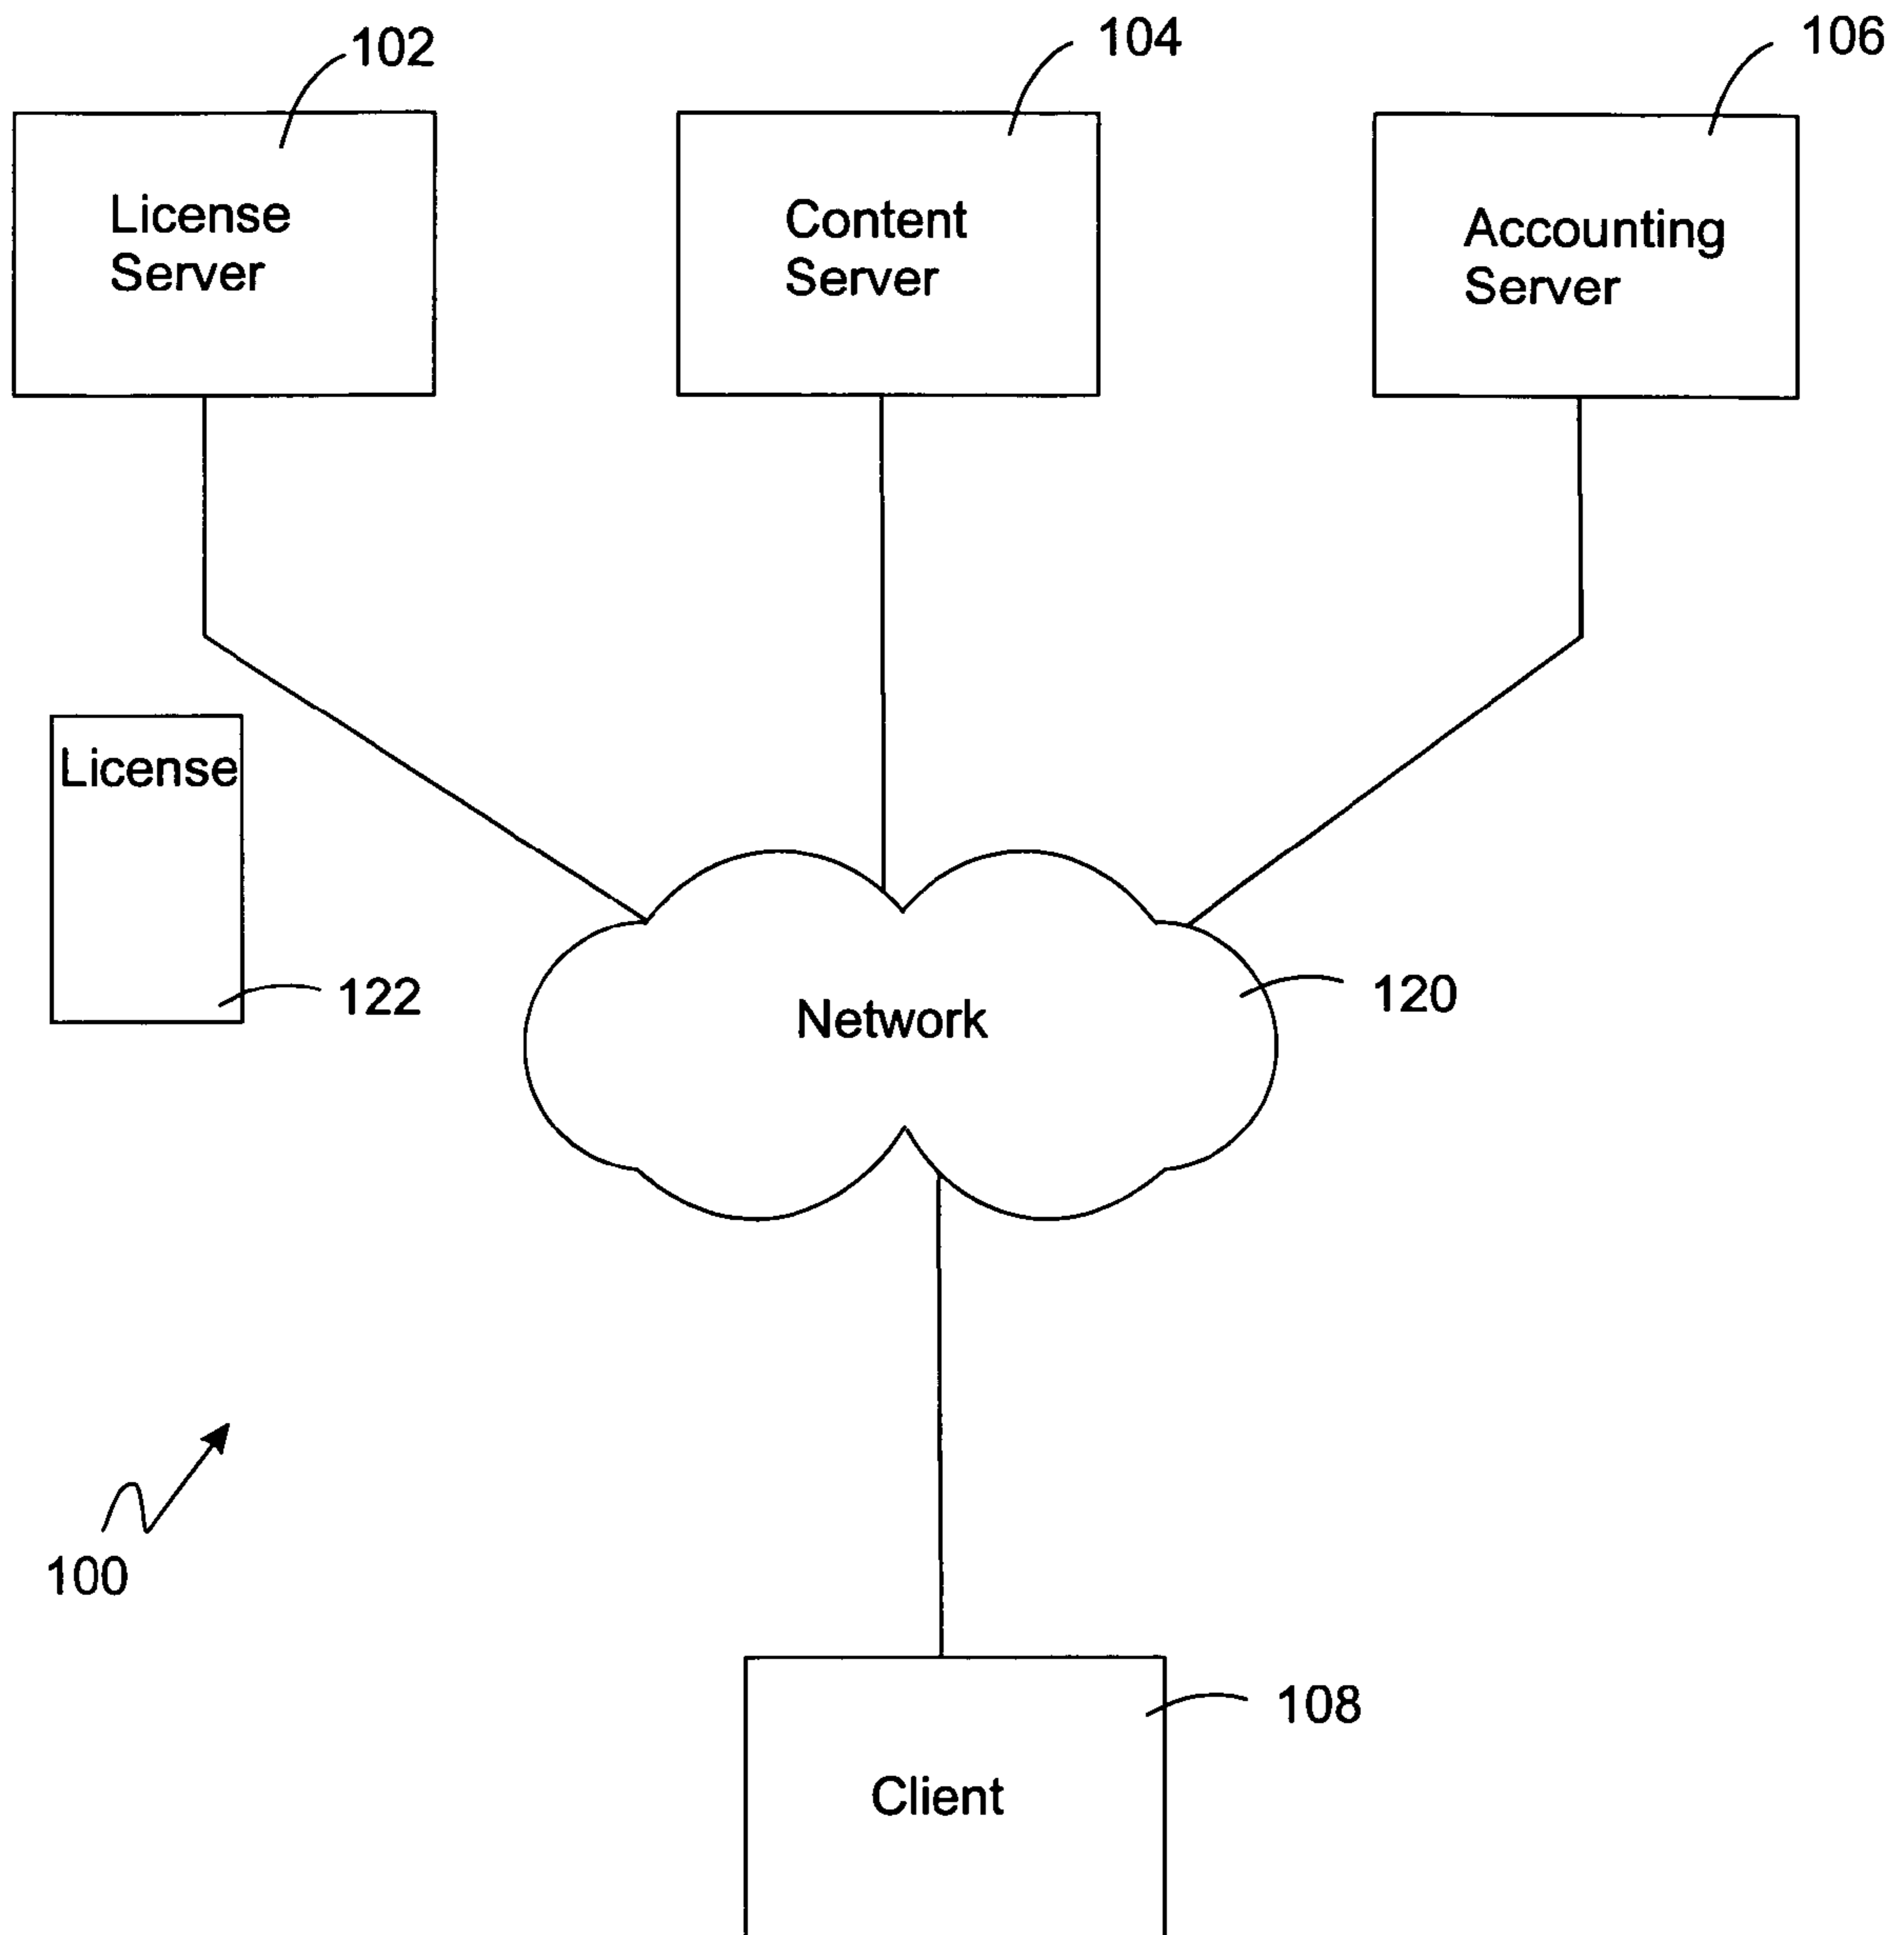 102
104
106
License
Server
Content
Server
Accounting
Server
License
122
Network
120
100
108
Client